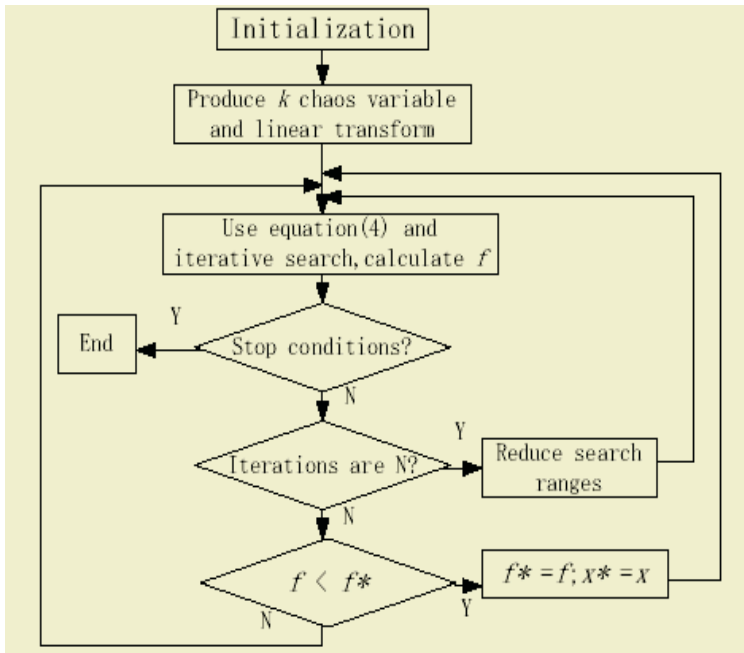 Initialization
Produce k chaos variable
and linear transform
Use equation(4) and
iterative search,calculate f
Y
End
Stop conditions?
N
Y
Iterations are N?
Reduce search
ranges
N
f < f*
f* =f;x* =x
Y
N